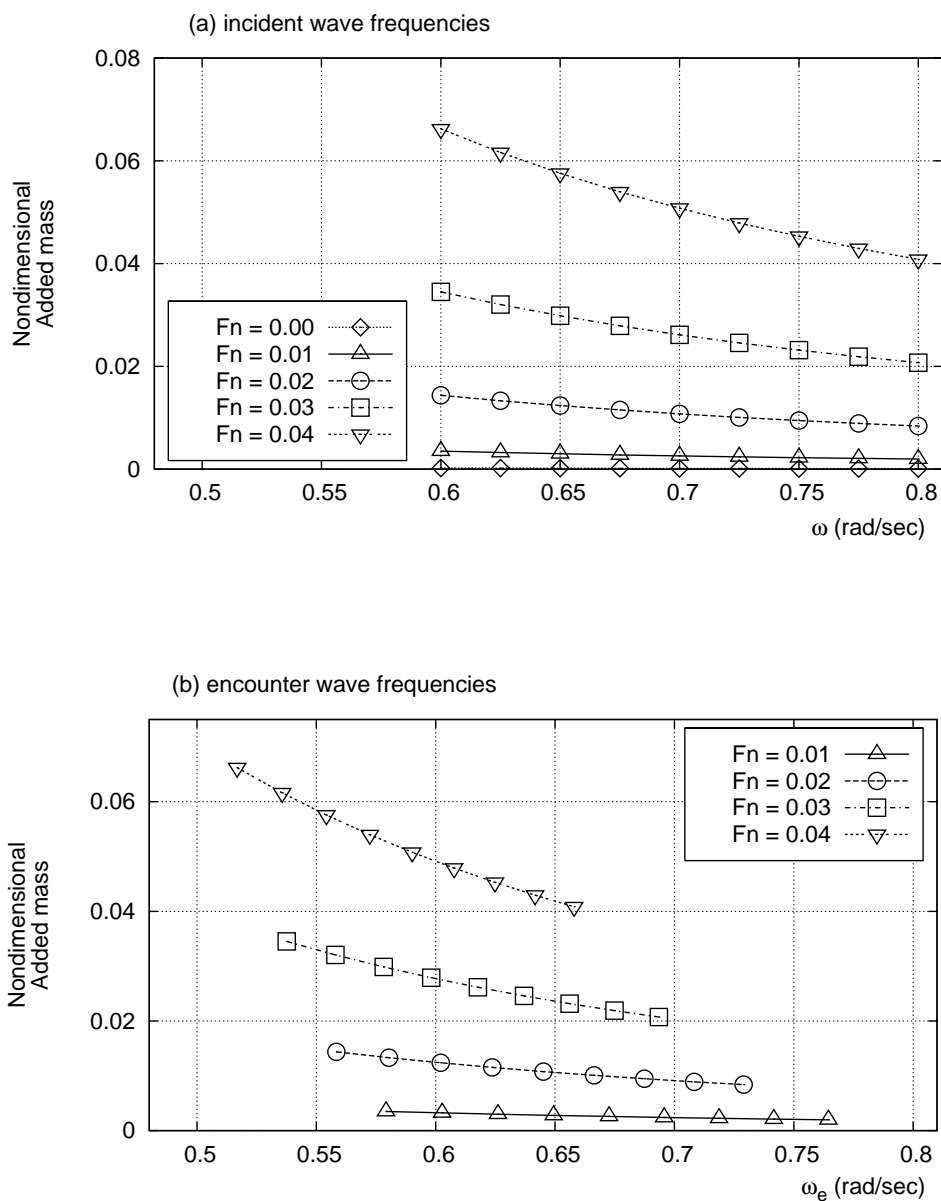 (a) incident wave frequencies
0.08
0.06
0.04
0.02
0
Nondimensional
Added mass
Fn = 0.00
Fn = 0.01
Fn = 0.02
Fn = 0.03
Fn = 0.04
0.5 0.55 0.6 0.65 0.7 0.75 0.8
ω (rad/sec)
(b) encounter wave frequencies
0.06
0.04
0.02
0
Nondimensional
Added mass
Fn = 0.01
Fn = 0.02
Fn = 0.03
Fn = 0.04
0.5 0.55 0.6 0.65 0.7 0.75 0.8
ωe (rad/sec)